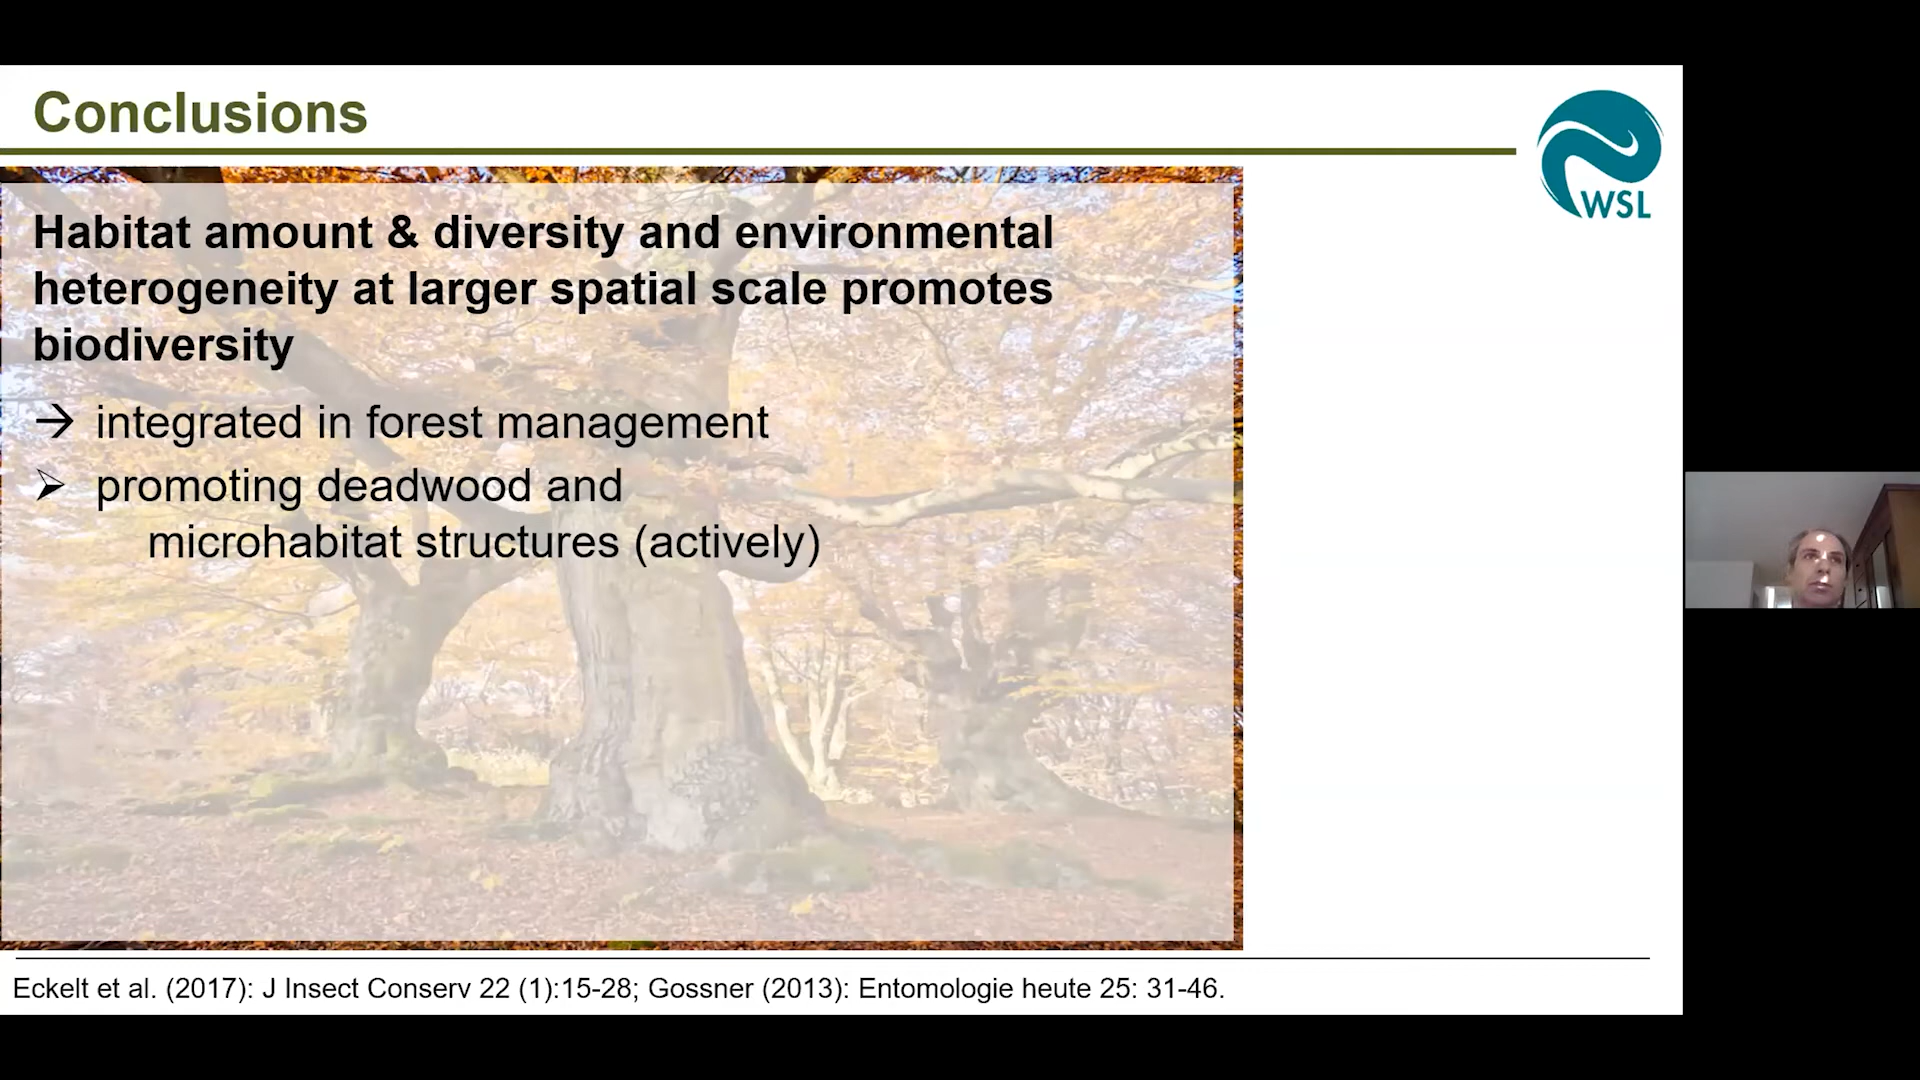 Conclusions
WSL
Habitat amount & diversity and environmental
heterogeneity at larger spatial scale promotes
biodiversity
→ integrated in forest management
➢ promoting deadwood and
microhabitat structures (actively)
Eckelt et al. (2017): J Insect Conserv 22 (1):15-28; Gossner (2013): Entomologie heute 25: 31-46.